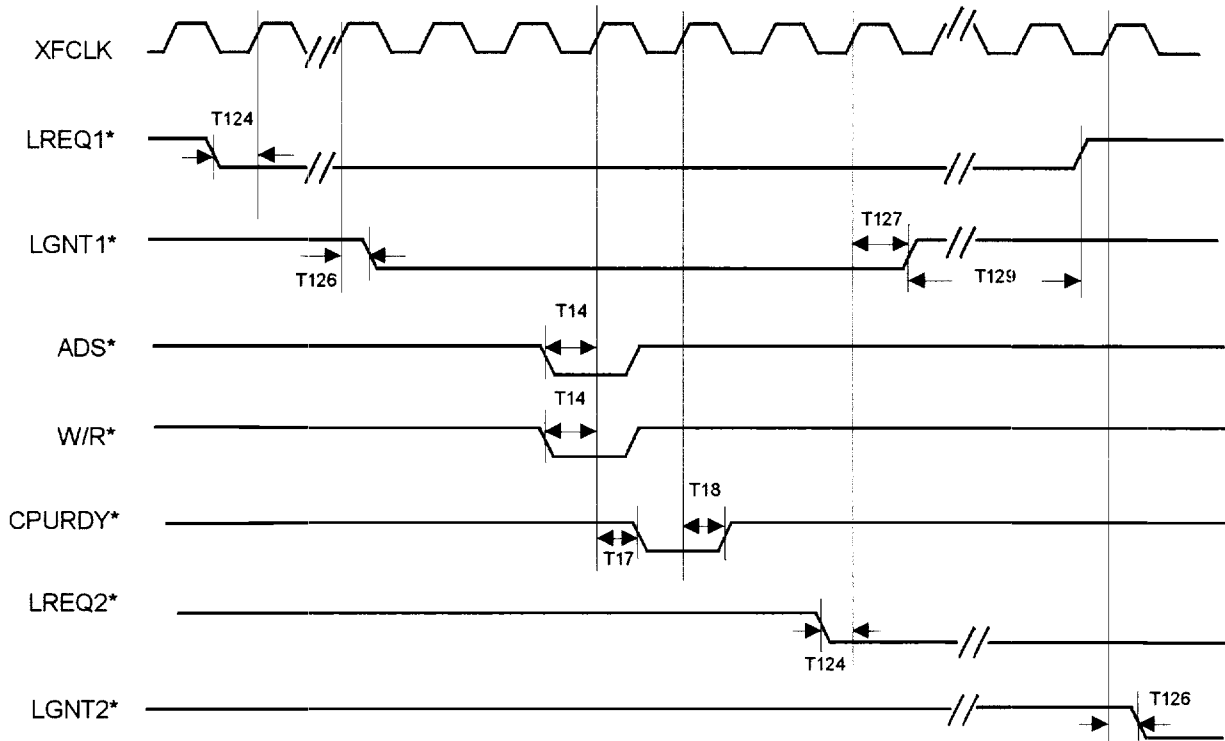 XFCLK
T124
LREQ1*
T127
LGNT1*
T126
T129
T14
ADS*
T14
W/R*
T18
CPURDY*
T17
LREQ2*
T124
T126
LGNT2*